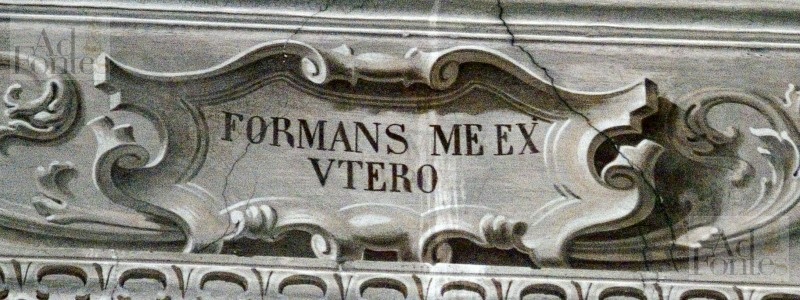 Ad
Fontes
FORMANS ME EX
VTERO
Ad
Fontes